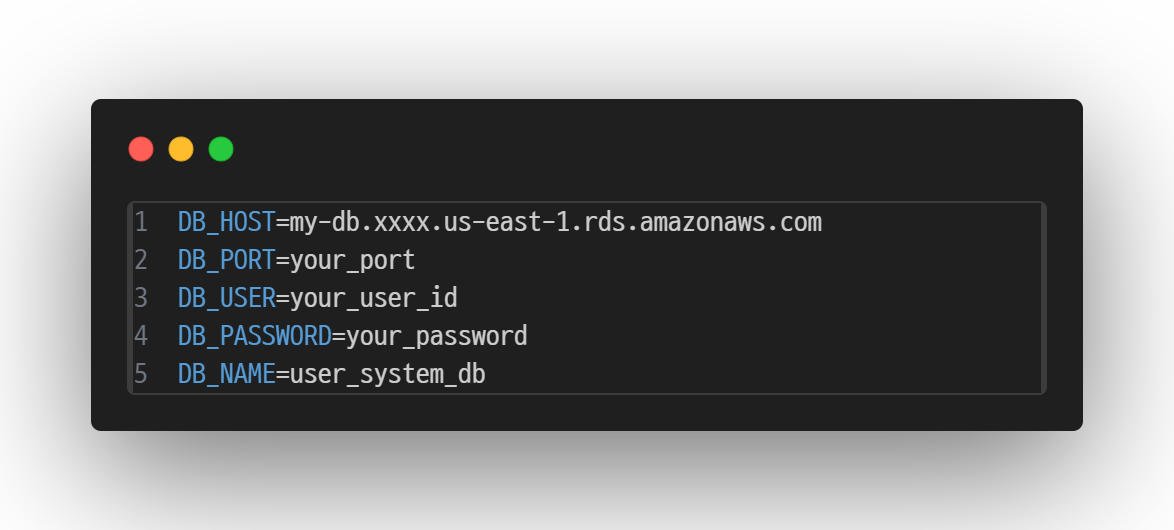 1 DB_HOST=my-db.xxxx.us-east-1.rds.amazonaws.com
2 DB_PORT=your_port
3 DB_USER=your_user_id
4 DB_PASSWORD=your_password
5 DB_NAME=user_system_db